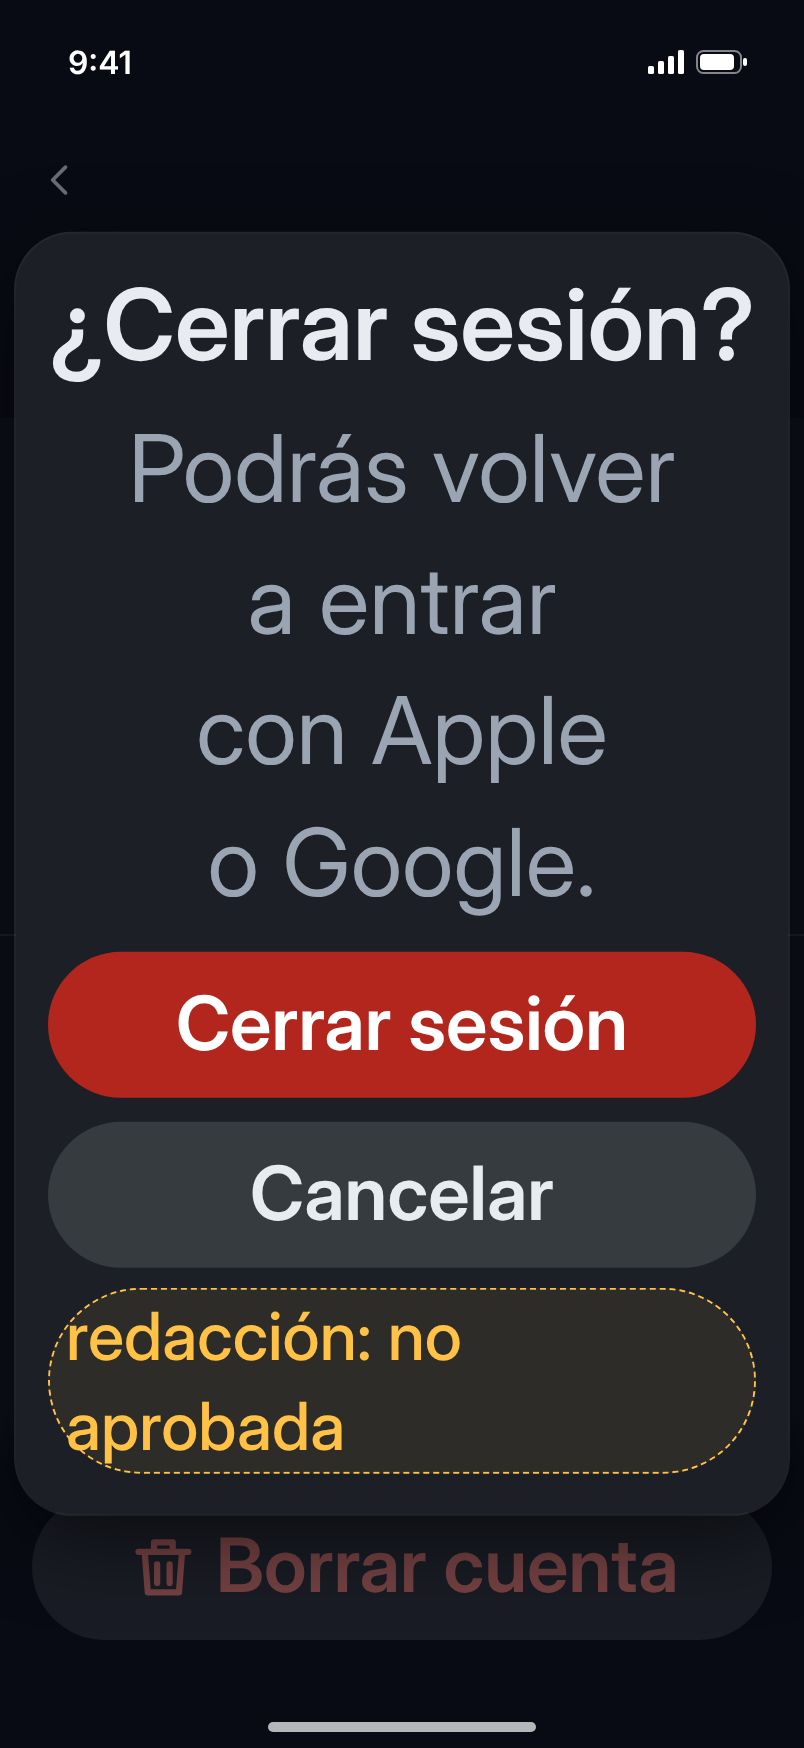 9:41
¿Cerrar sesión?
Podrás volver
a entrar
con Apple
o Google.
Cerrar sesión
Cancelar
redacción: no
aprobada
Borrar cuenta